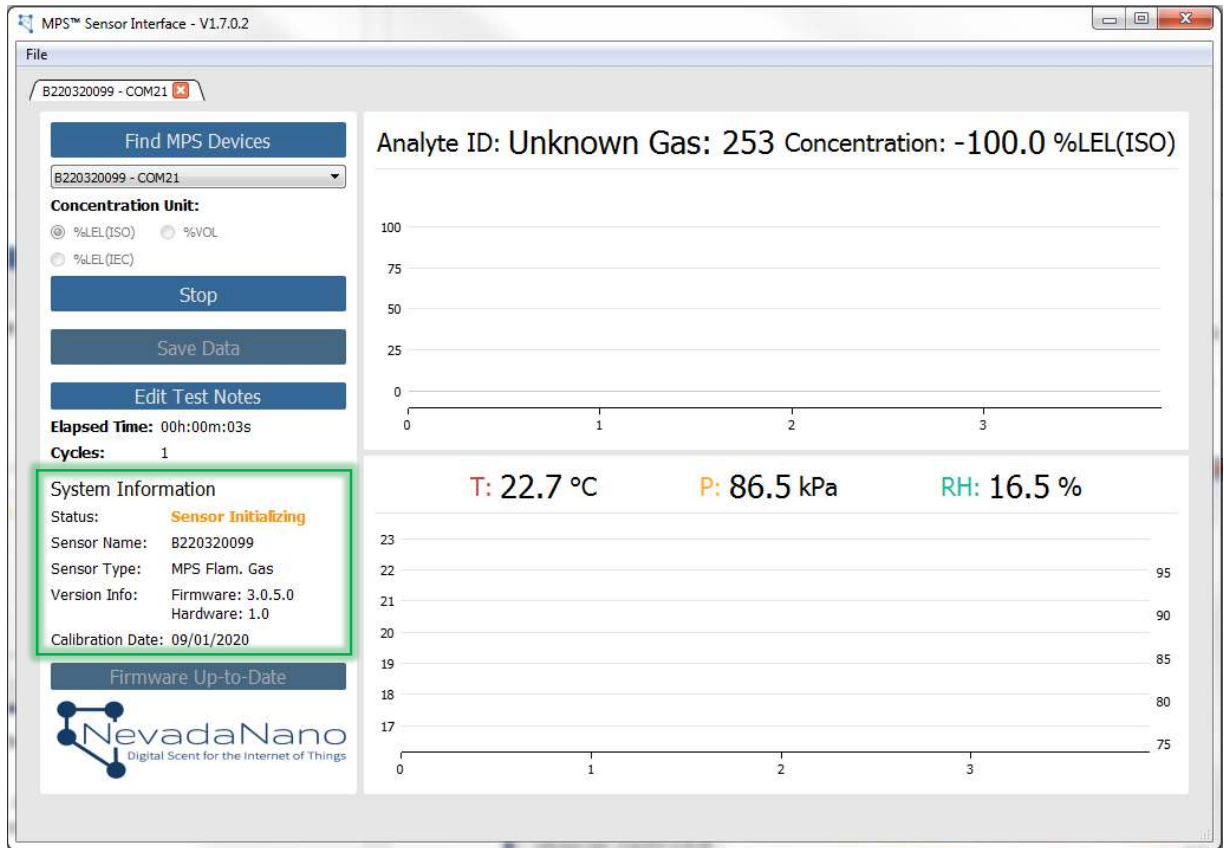 MPS™ Sensor Interface - V1.7.0.2
File
B220320099 - COM21
Find MPS Devices
B220320099 - COM21
Concentration Unit:
%LEL(ISO) %VOL
%LEL(IEC)
Stop
Save Data
Edit Test Notes
Elapsed Time: 00h:00m:03s
Cycles: 1
System Information
Status: Sensor Initializing
Sensor Name: B220320099
Sensor Type: MPS Flam. Gas
Version Info: Firmware: 3.0.5.0
Hardware: 1.0
Calibration Date: 09/01/2020
Firmware Up-to-Date
NevadaNano
Digital Scent for the Internet of Things
Analyte ID: Unknown Gas: 253 Concentration: -100.0 %LEL(ISO)
100
75
50
25
0
0 1 2 3
T: 22.7 °C P: 86.5 kPa RH: 16.5 %
23
22 95
21
20 90
19 85
18 80
17 75
0 1 2 3